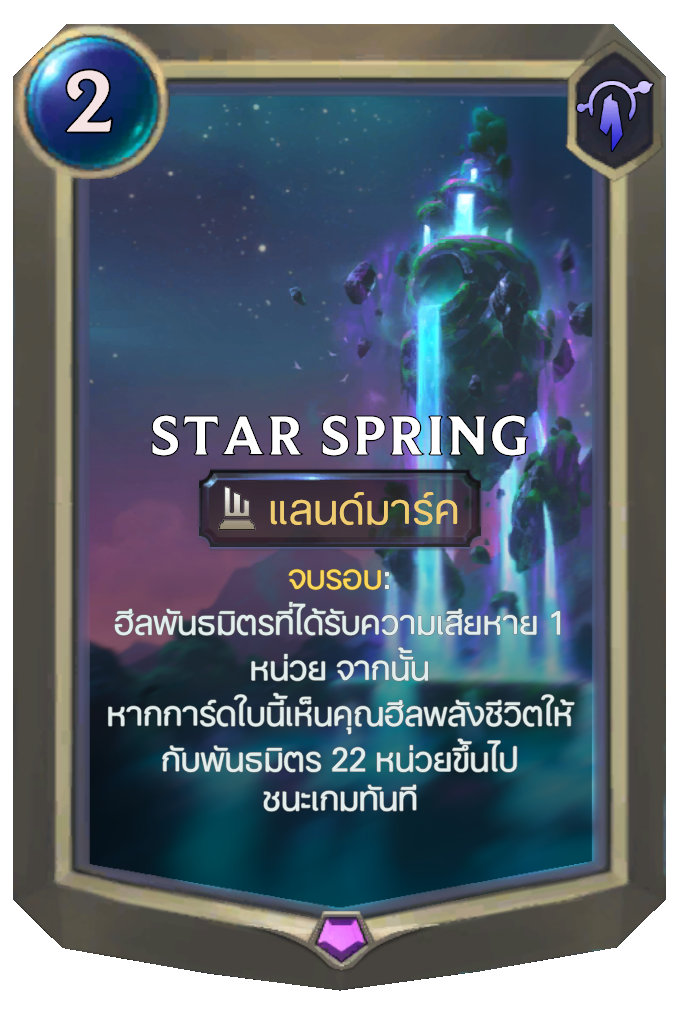 2
STAR SPRING
แลนด์มาร์ค
จบรอบ:
ฮีลพันธมิตรที่ได้รับความเสียหาย 1
หน่วย จากนั้น
หากการ์ดใบนี้เห็นคุณฮีลพลังชีวิตให้
กับพันธมิตร 22 หน่วยขึ้นไป
ชนะเกมทันที